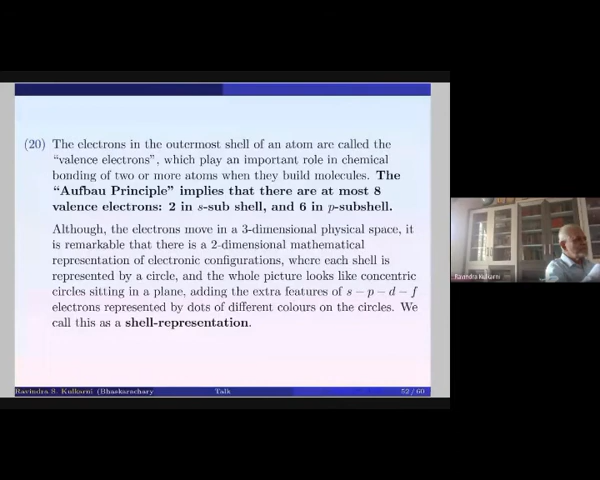 (20) The electrons in the outermost shell of an atom are called the
"valence electrons", which play an important role in chemical
bonding of two or more atoms when they build molecules. The
"Aufbau Principle" implies that there are at most 8
valence electrons: 2 in s-sub shell, and 6 in p-subshell.
Although, the electrons move in a 3-dimensional physical space, it
is remarkable that there is a 2-dimensional mathematical
representation of electronic configurations, where each shell is
represented by a circle, and the whole picture looks like concentric
circles sitting in a plane, adding the extra features of s − p − d − f
electrons represented by dots of different colours on the circles. We
call this as a shell-representation.
Ravindra S. Kulkarni (Bhaskaracharya
Talk
52 / 60
Ravindra Kulkarni